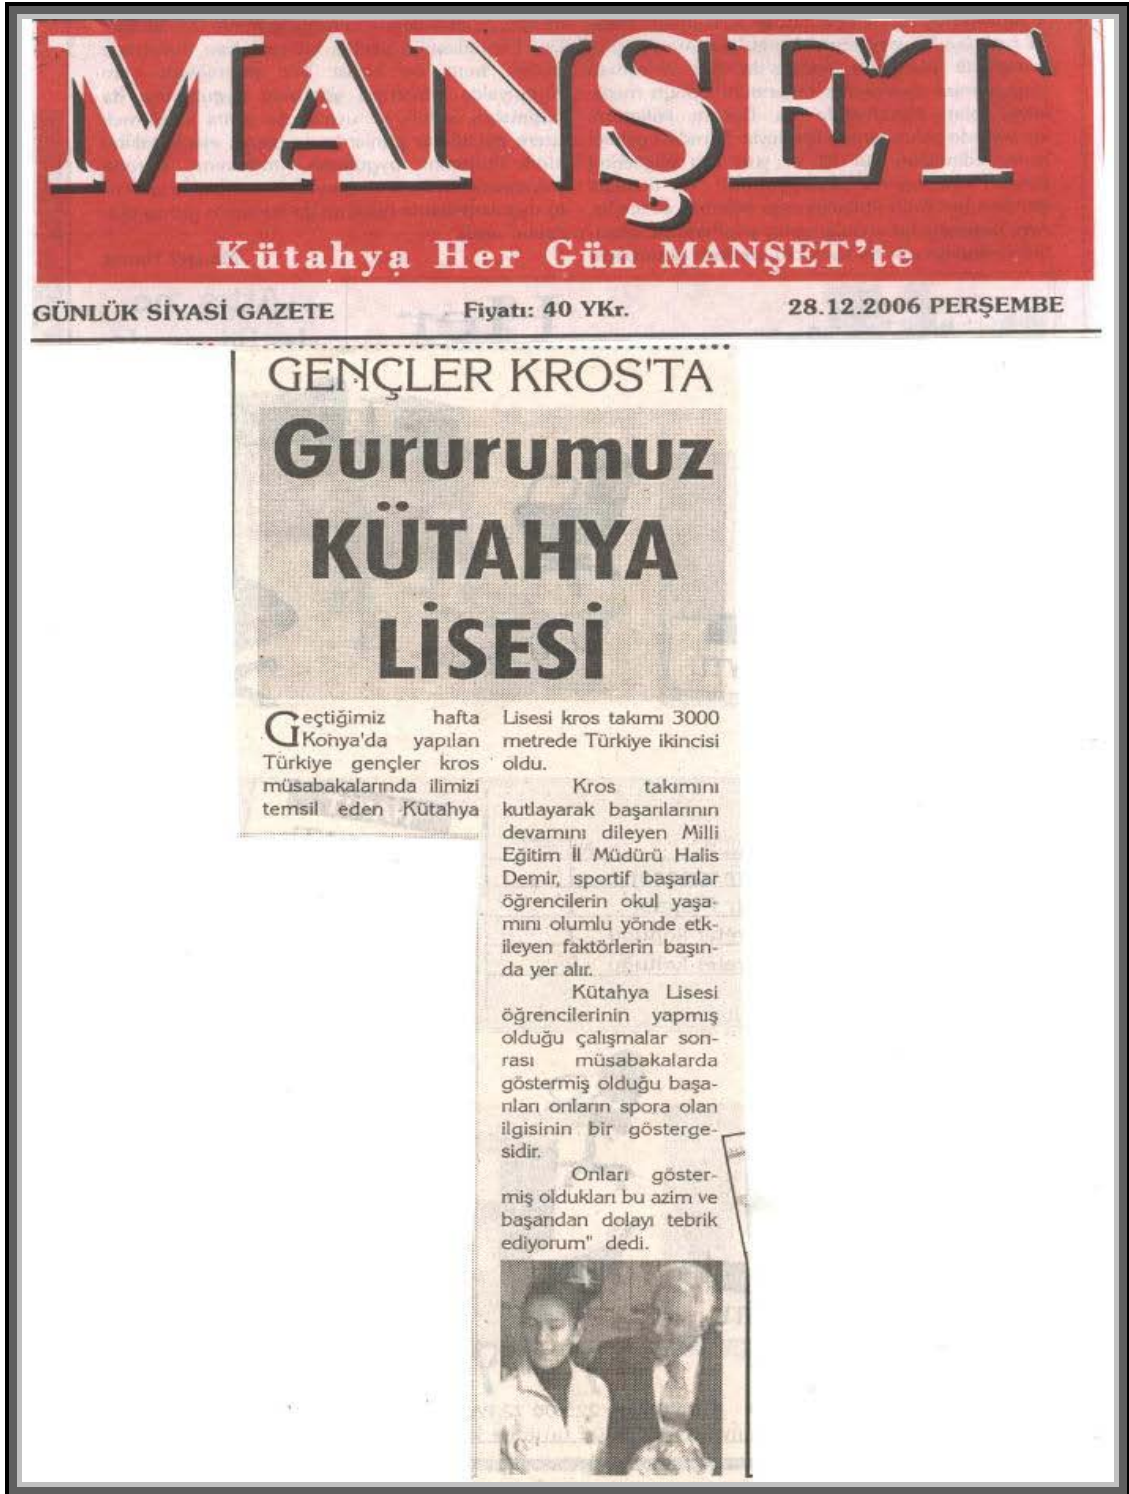 MANŞET
Kütahya Her Gün MANŞET'te
GÜNLÜK SİYASİ GAZETE
Fiyatı: 40 YKr.
28.12.2006 PERŞEMBE
GENÇLER KROS'TA
Gururumuz
KÜTAHYA
LİSESİ
Geçtiğimiz hafta
Konya'da yapılan
Türkiye gençler kros
müsabakalarında ilimizi
temsil eden Kütahya
Lisesi kros takımı 3000
metrede Türkiye ikincisi
oldu.
Kros takımını
kutlayarak başarılarının
devamını dileyen Milli
Eğitim İl Müdürü Halis
Demir, sportif başarılar
öğrencilerin okul yaşa-
mını olumlu yönde etk-
ileyen faktörlerin başın-
da yer alır.
Kütahya Lisesi
öğrencilerinin yapmış
olduğu çalışmalar son-
rası müsabakalarda
göstermiş olduğu başa-
rıları onların spora olan
ilgisinin bir gösterge-
sidir.
Onları göster-
miş oldukları bu azim ve
başarıdan dolayı tebrik
ediyorum" dedi.